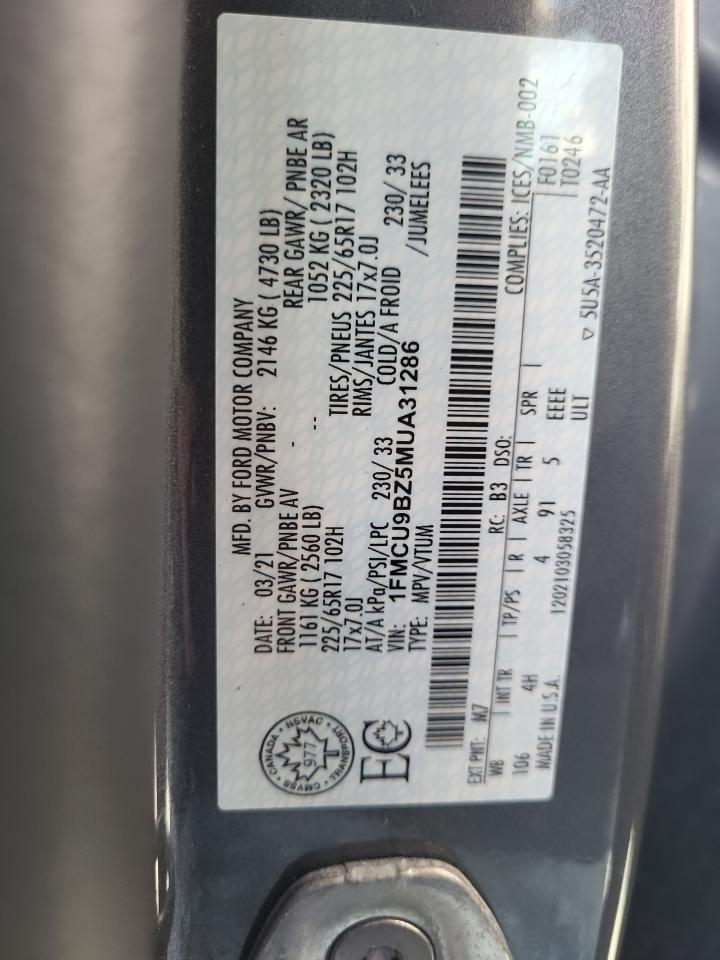 MFD. BY FORD MOTOR COMPANY
DATE: 03/21 GVWR/PNBV: 2146 KG ( 4730 LB)
FRONT GAWR/PNBE AV - REAR GAWR/ PNBE AR
1161 KG ( 2560 LB) -- 1052 KG ( 2320 LB)
225/65R17 102H TIRES/PNEUS 225/65R17 102H
17x7.0J RIMS/JANTES 17x7.0J
AT/A kPa/PSI/LPC 230/ 33 COLD/A FROID 230/ 33
VIN: 1FMCU9BZ5MUA31286 /JUMELEES
TYPE: MPV/VTUM
CANADA • NSVAC • TRANSPORT • CMVSS
977
EC
COMPLIES: ICES/NMB-002
EXT PNT: M7 RC: B3 DSO: F0161
WB INT TR TP/PS R AXLE TR SPR T0246
106 4H 4 91 5 EEEE
MADE IN U.S.A. 1202103058325 ULT
▽ 5U5A-3520472-AA